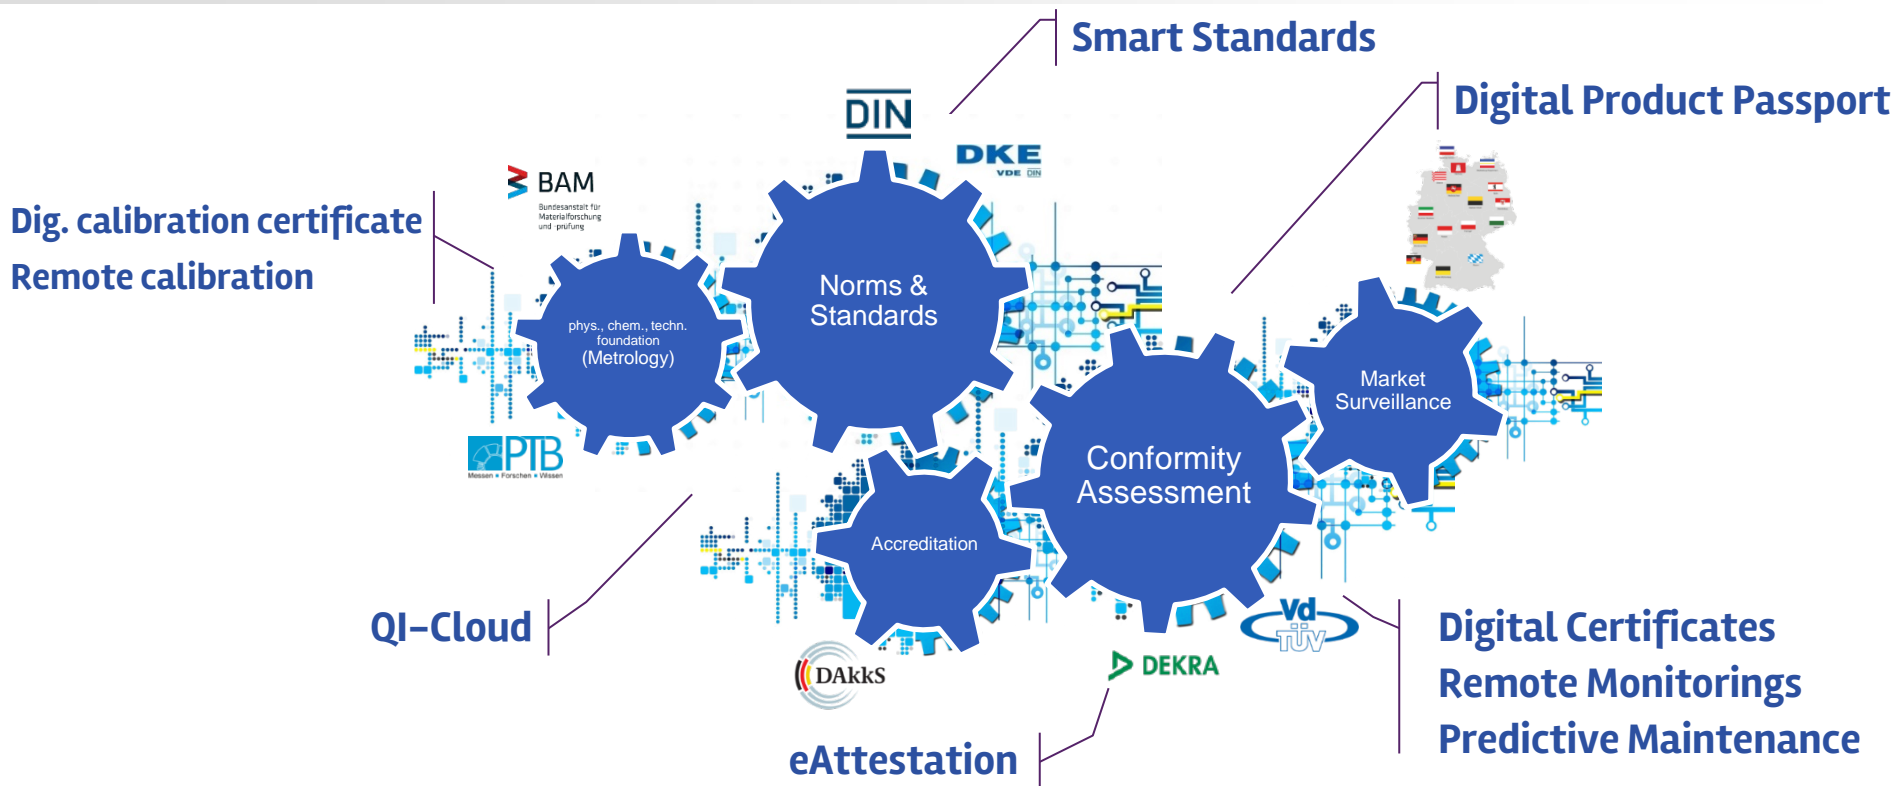 Smart Standards
Digital Product Passport
DIN
DKE
VDE DIN
BAM
Bundesanstalt für
Materialforschung
und -prüfung
Dig. calibration certificate
Remote calibration
Norms &
Standards
phys., chem., techn.
foundation
(Metrology)
Market
Surveillance
PTB
Messen ▪ Forschen ▪ Wissen
Conformity
Assessment
Accreditation
QI-Cloud
Vd
TÜV
DAkkS
DEKRA
Digital Certificates
Remote Monitorings
Predictive Maintenance
eAttestation